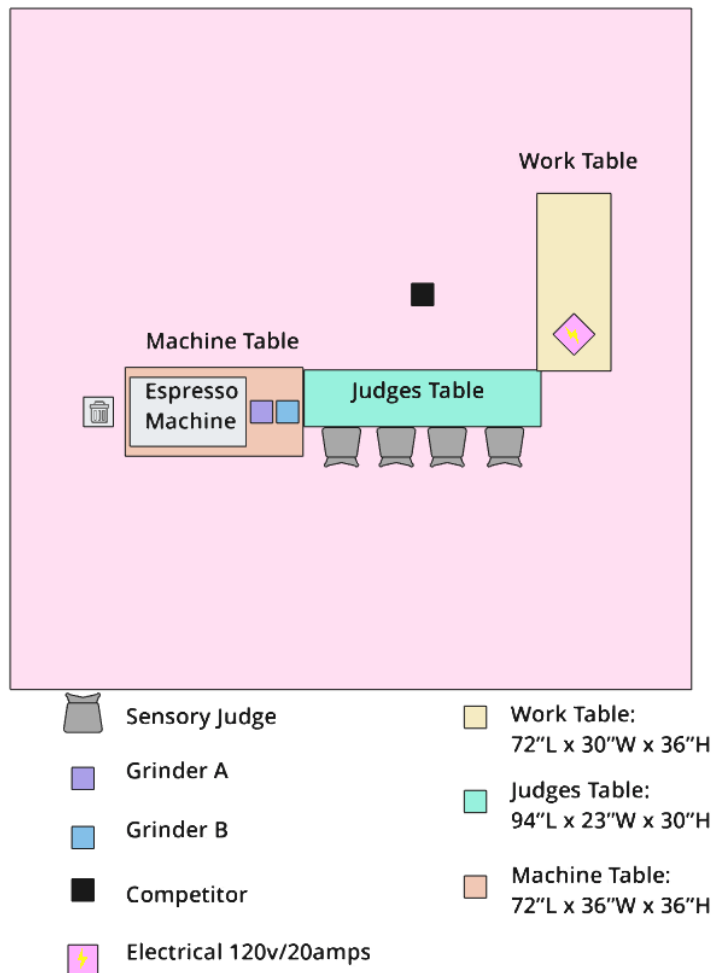 Work Table
Machine Table
Espresso
Machine
Judges Table
Sensory Judge
Grinder A
Grinder B
Competitor
Electrical 120v/20amps
Work Table:
72”L x 30”W x 36”H
Judges Table:
94”L x 23”W x 30”H
Machine Table:
72”L x 36”W x 36”H